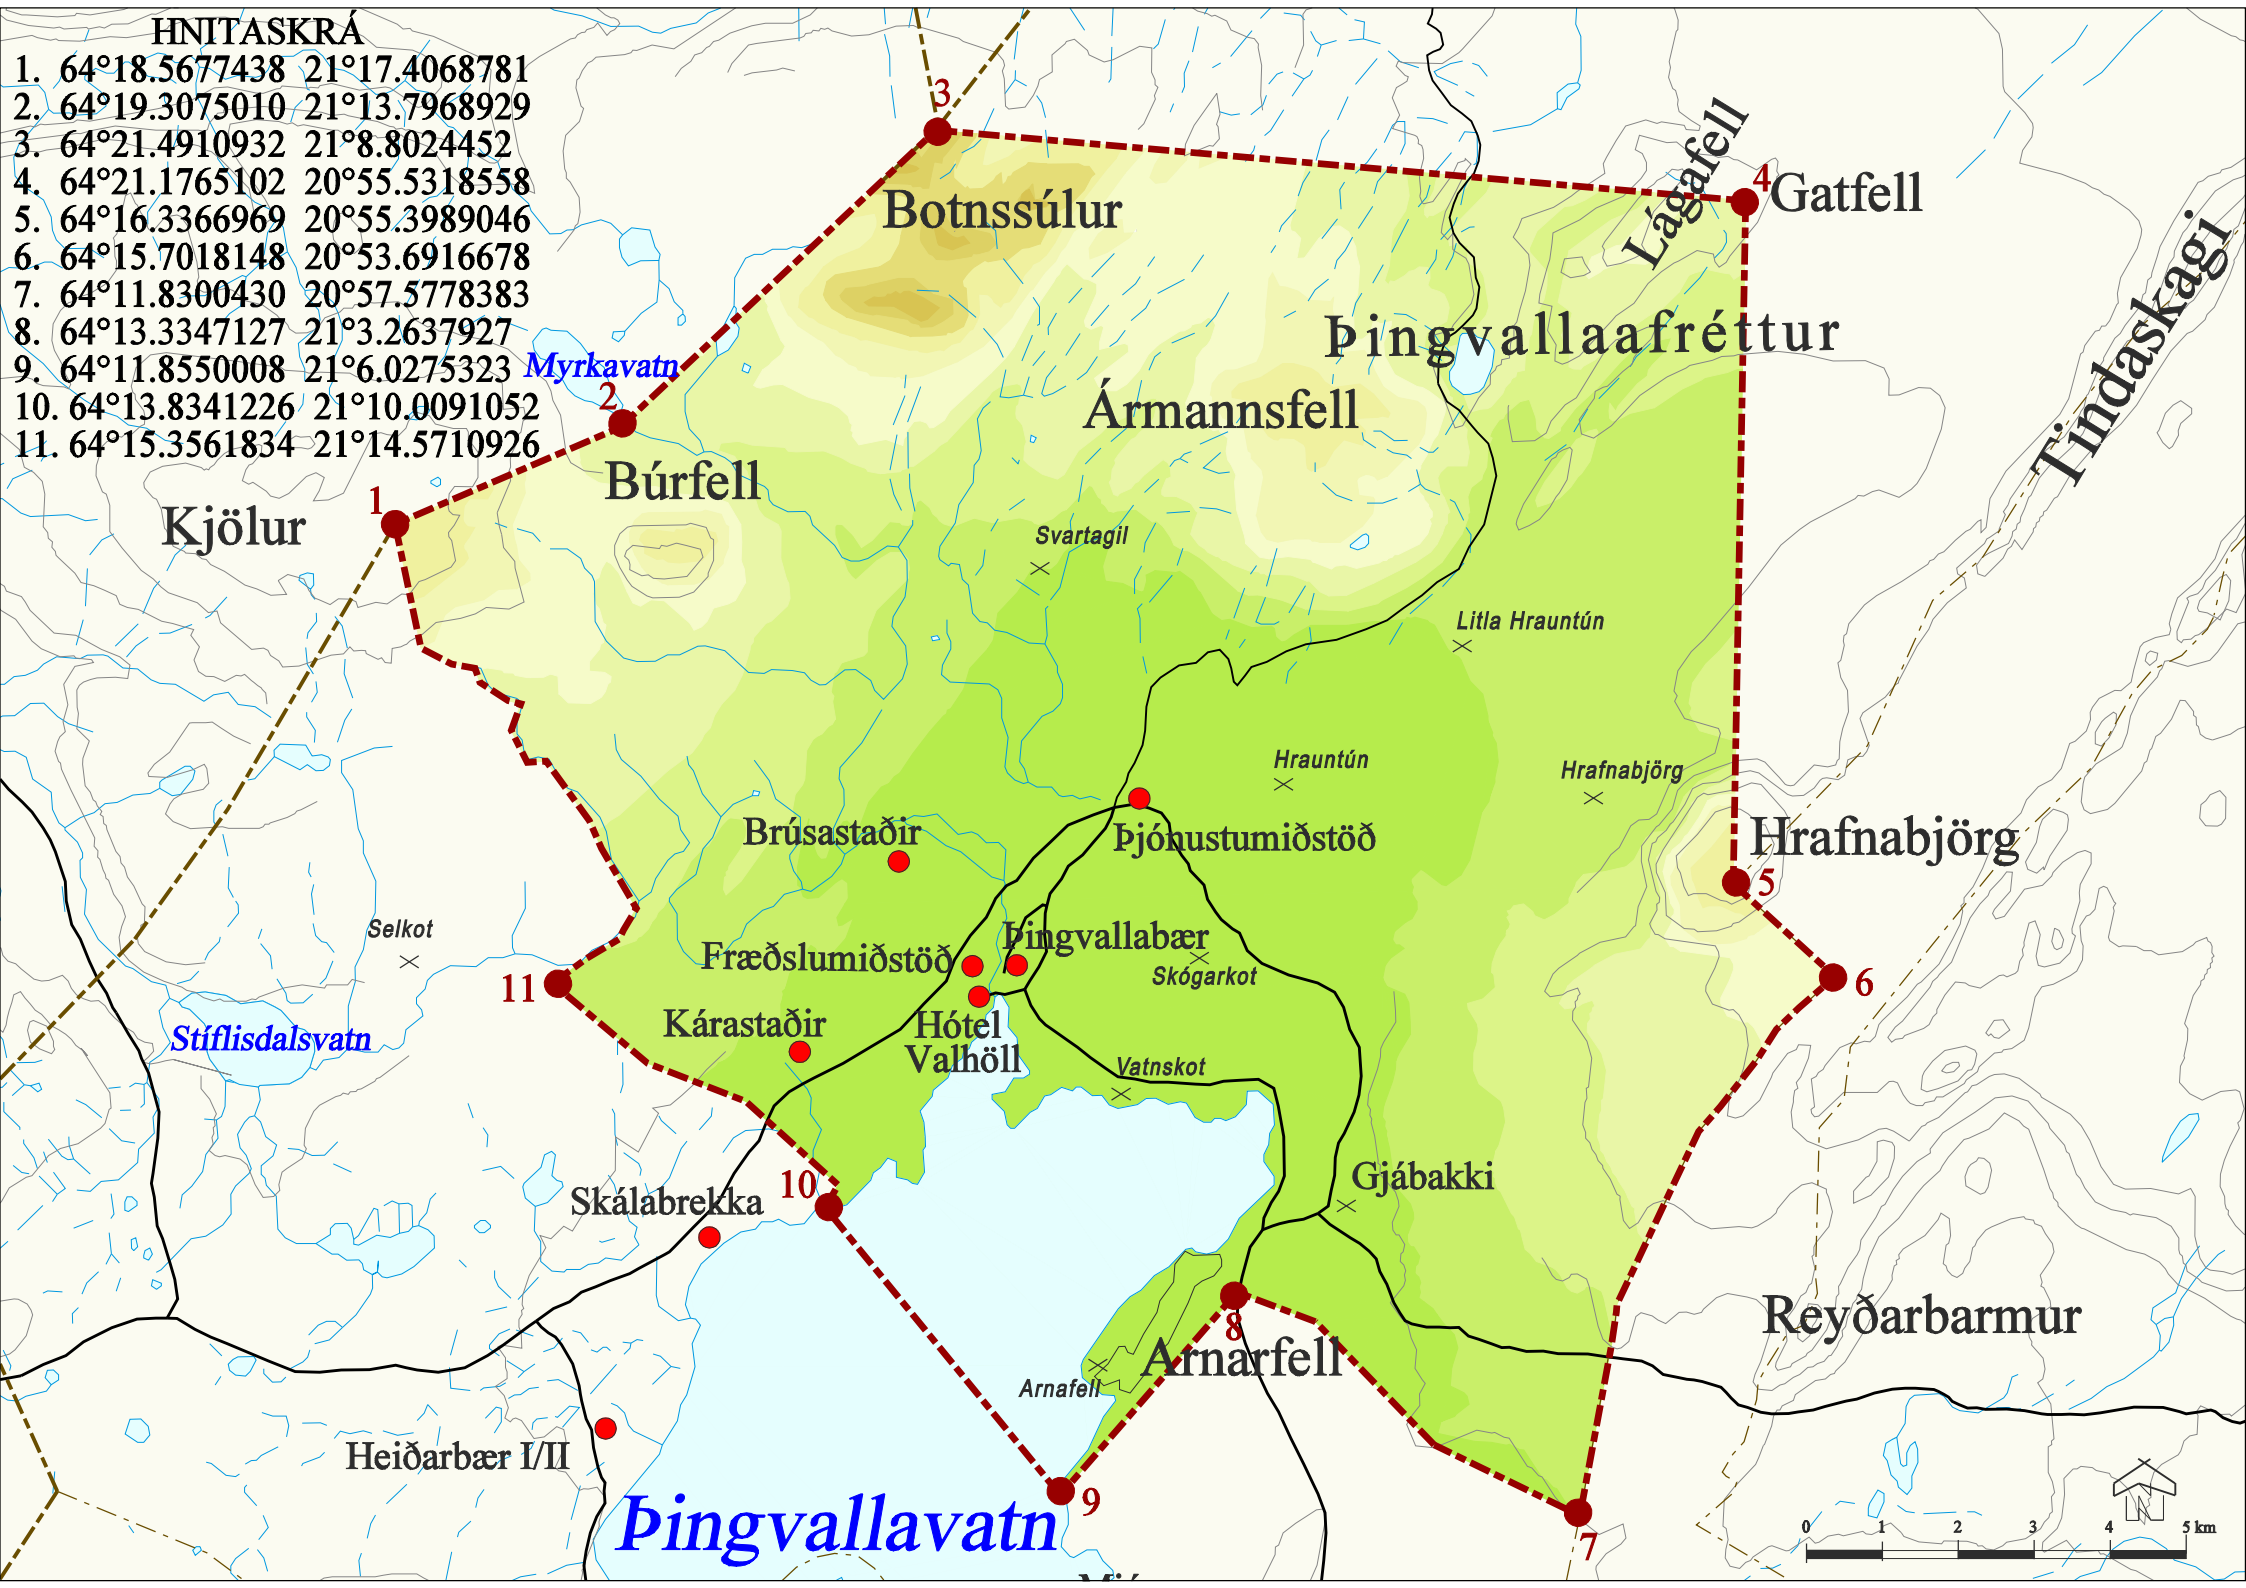 HNITASKRÁ
1. 64°18.5677438 21°17.4068781
2. 64°19.3075010 21°13.7968929
3. 64°21.4910932 21°8.8024452
4. 64°21.1765102 20°55.5318558
5. 64°16.3366969 20°55.3989046
6. 64°15.7018148 20°53.6916678
7. 64°11.8300430 20°57.5778383
8. 64°13.3347127 21°3.2637927
9. 64°11.8550008 21°6.0275323
10. 64°13.8341226 21°10.0091052
11. 64°15.3561834 21°14.5710926
3
Botnssúlur
4
Gatfell
Lágafell
Tindaskagi
Þingvallaafréttur
Myrkavatn
2
Ármannsfell
Búrfell
1
Kjölur
Svartagil
Litla Hrauntún
Hrauntún
Hrafnabjörg
Brúsastaðir
Þjónustumiðstöð
Hrafnabjörg
5
Selkot
Þingvallabær
Fræðslumiðstöð
Skógarkot
6
11
Stíflisdalsvatn
Kárastaðir
Hótel
Valhöll
Vatnskot
10
Skálabrekka
Gjábakki
8
Reyðarbarmur
Arnarfell
Arnafell
Heiðarbær I/II
9
Þingvallavatn
7
N
0 1 2 3 4 5 km